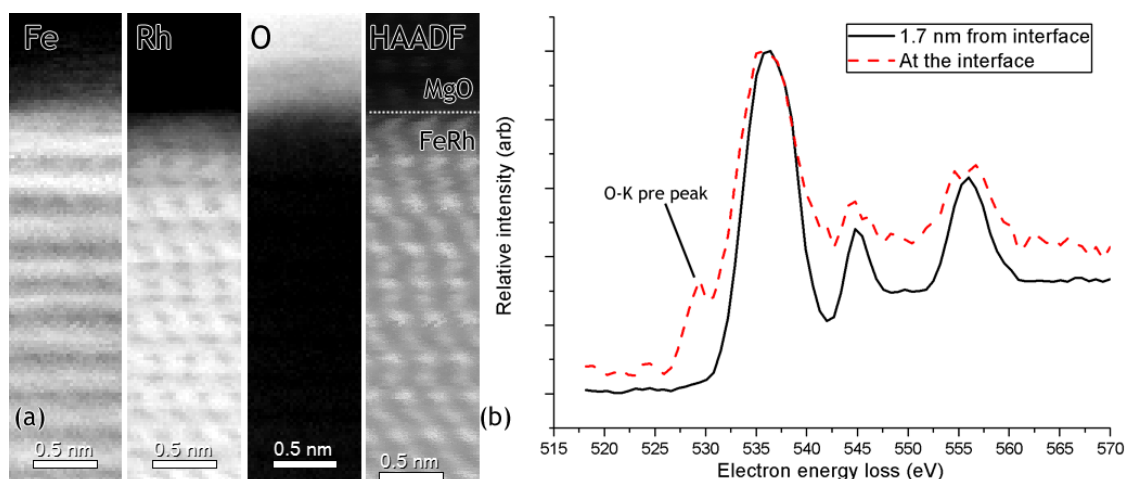 Fe
Rh
O
HAADF
MgO
FeRh
(a)
0.5 nm
0.5 nm
0.5 nm
0.5 nm
(b)
1.7 nm from interface
At the interface
O-K pre peak
Relative intensity (arb)
515 520 525 530 535 540 545 550 555 560 565 570
Electron energy loss (eV)